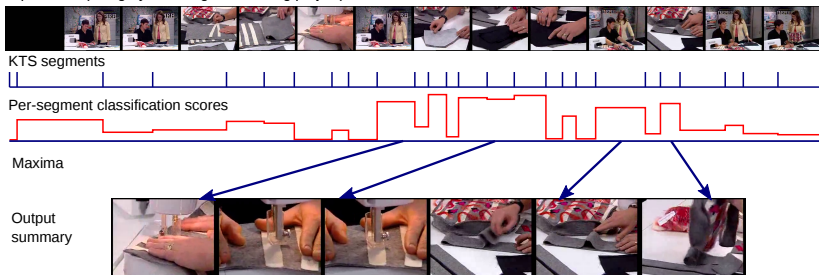 KTS segments
Per-segment classification scores
Maxima
Output
summary